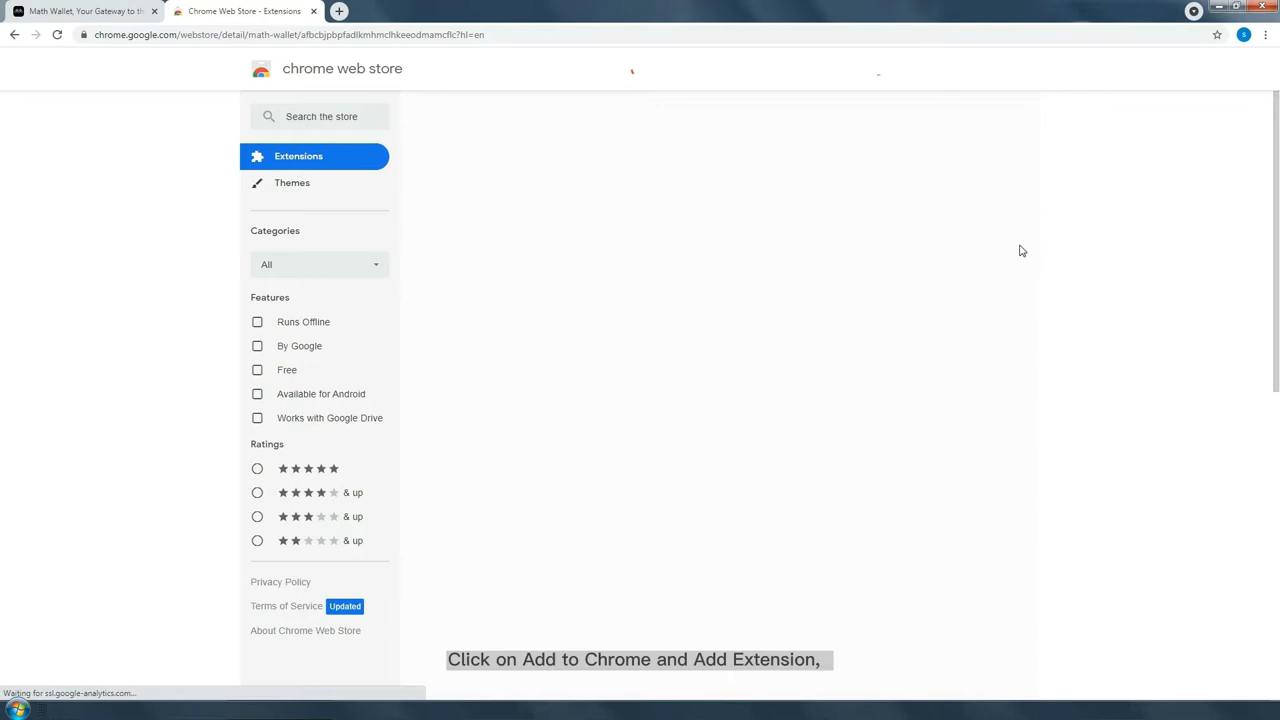 Math Wallet, Your Gateway to th
Chrome Web Store - Extensions
chrome.google.com/webstore/detail/math-wallet/afbcbjpbpfadlkmhmclhkeeodmamcflc?hl=en
S
chrome web store
Search the store
Extensions
Themes
Categories
All
Features
Runs Offline
By Google
Free
Available for Android
Works with Google Drive
Ratings
& up
& up
& up
Privacy Policy
Terms of Service Updated
About Chrome Web Store
Click on Add to Chrome and Add Extension,
Waiting for ssl.google-analytics.com...